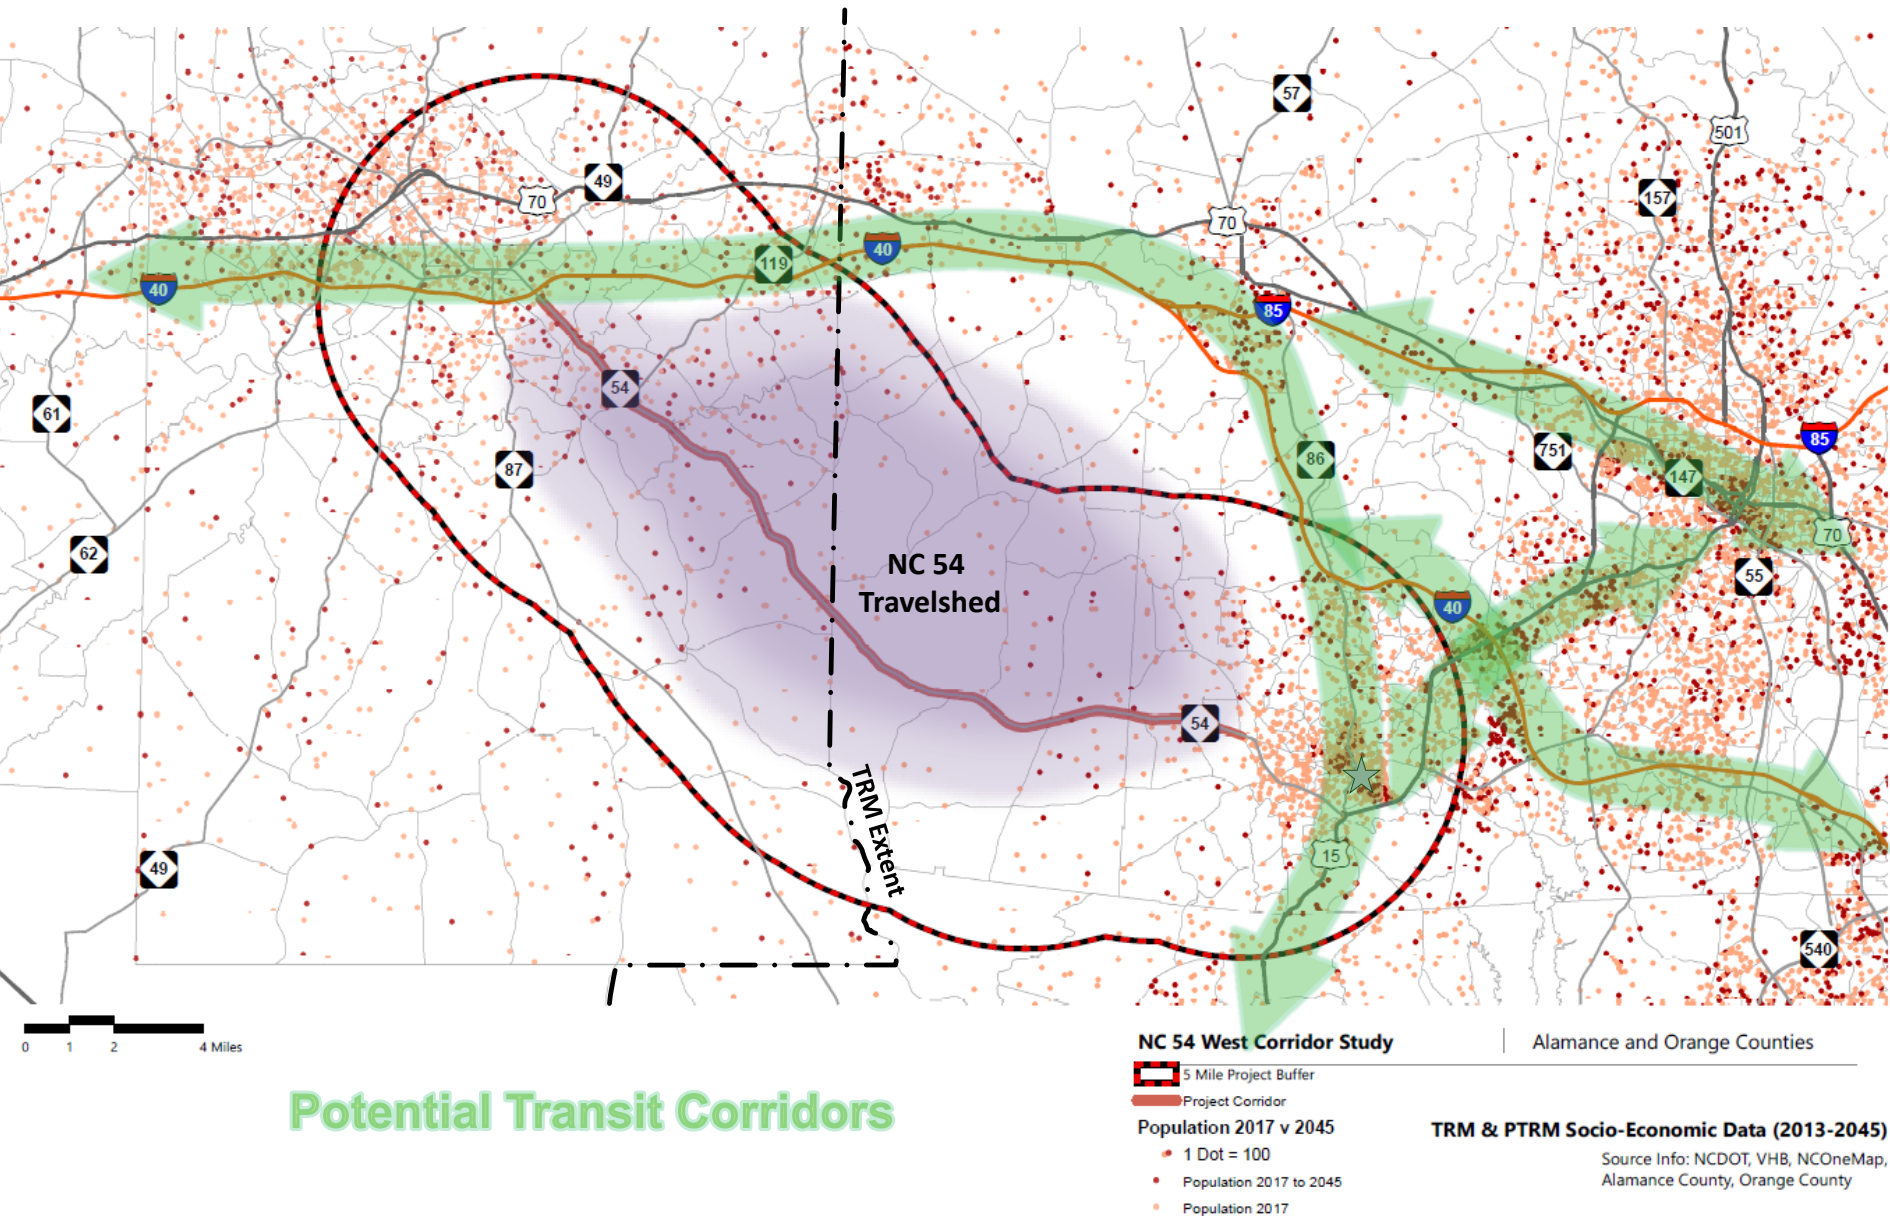 57
501
49
70
157
70
40
119
40
85
54
61
86
85
751
87
147
70
62
NC 54
Travelshed
55
40
54
TRM Extent
15
49
540
0 1 2 4 Miles
NC 54 West Corridor Study
Alamance and Orange Counties
5 Mile Project Buffer
Potential Transit Corridors
Project Corridor
Population 2017 v 2045
TRM & PTRM Socio-Economic Data (2013-2045)
1 Dot = 100
Source Info: NCDOT, VHB, NCOneMap,
Alamance County, Orange County
Population 2017 to 2045
Population 2017